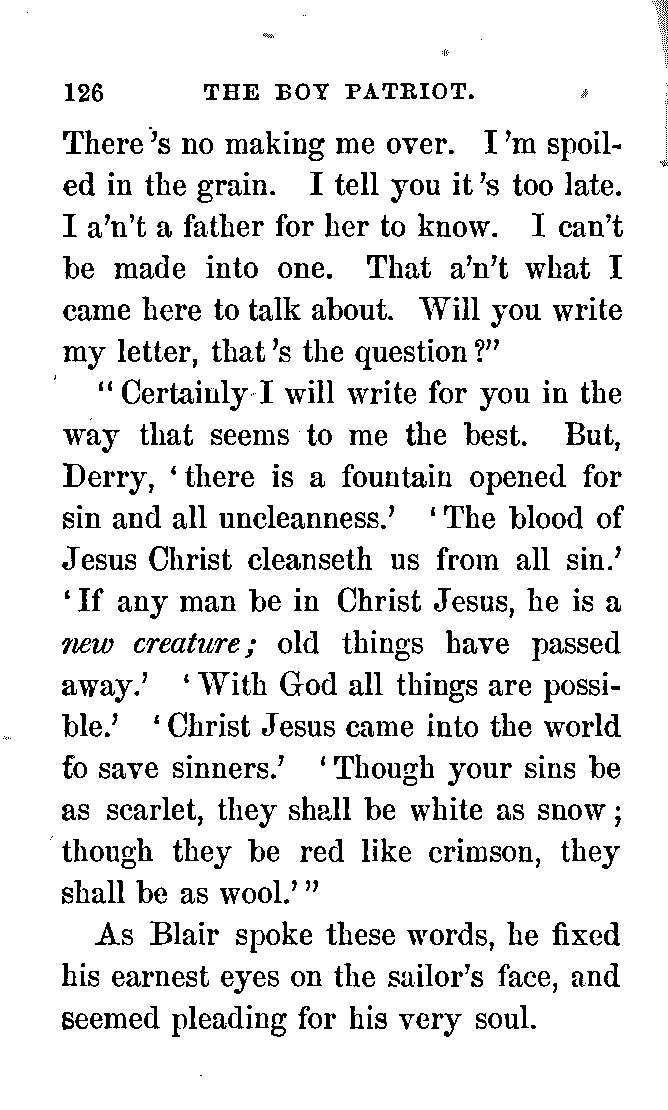 126 THE BOY PATRIOT.
There's no making me over. I'm spoil-
ed in the grain. I tell you it's too late.
I a'n't a father for her to know. I can't
be made into one. That a'n't what I
came here to talk about. Will you write
my letter, that's the question?"
"Certainly I will write for you in the
way that seems to me the best. But,
Derry, 'there is a fountain opened for
sin and all uncleanness.' 'The blood of
Jesus Christ cleanseth us from all sin.'
'If any man be in Christ Jesus, he is a
new creature; old things have passed
away.' 'With God all things are possi-
ble.' 'Christ Jesus came into the world
to save sinners.' 'Though your sins be
as scarlet, they shall be white as snow;
though they be red like crimson, they
shall be as wool.'"
As Blair spoke these words, he fixed
his earnest eyes on the sailor's face, and
seemed pleading for his very soul.